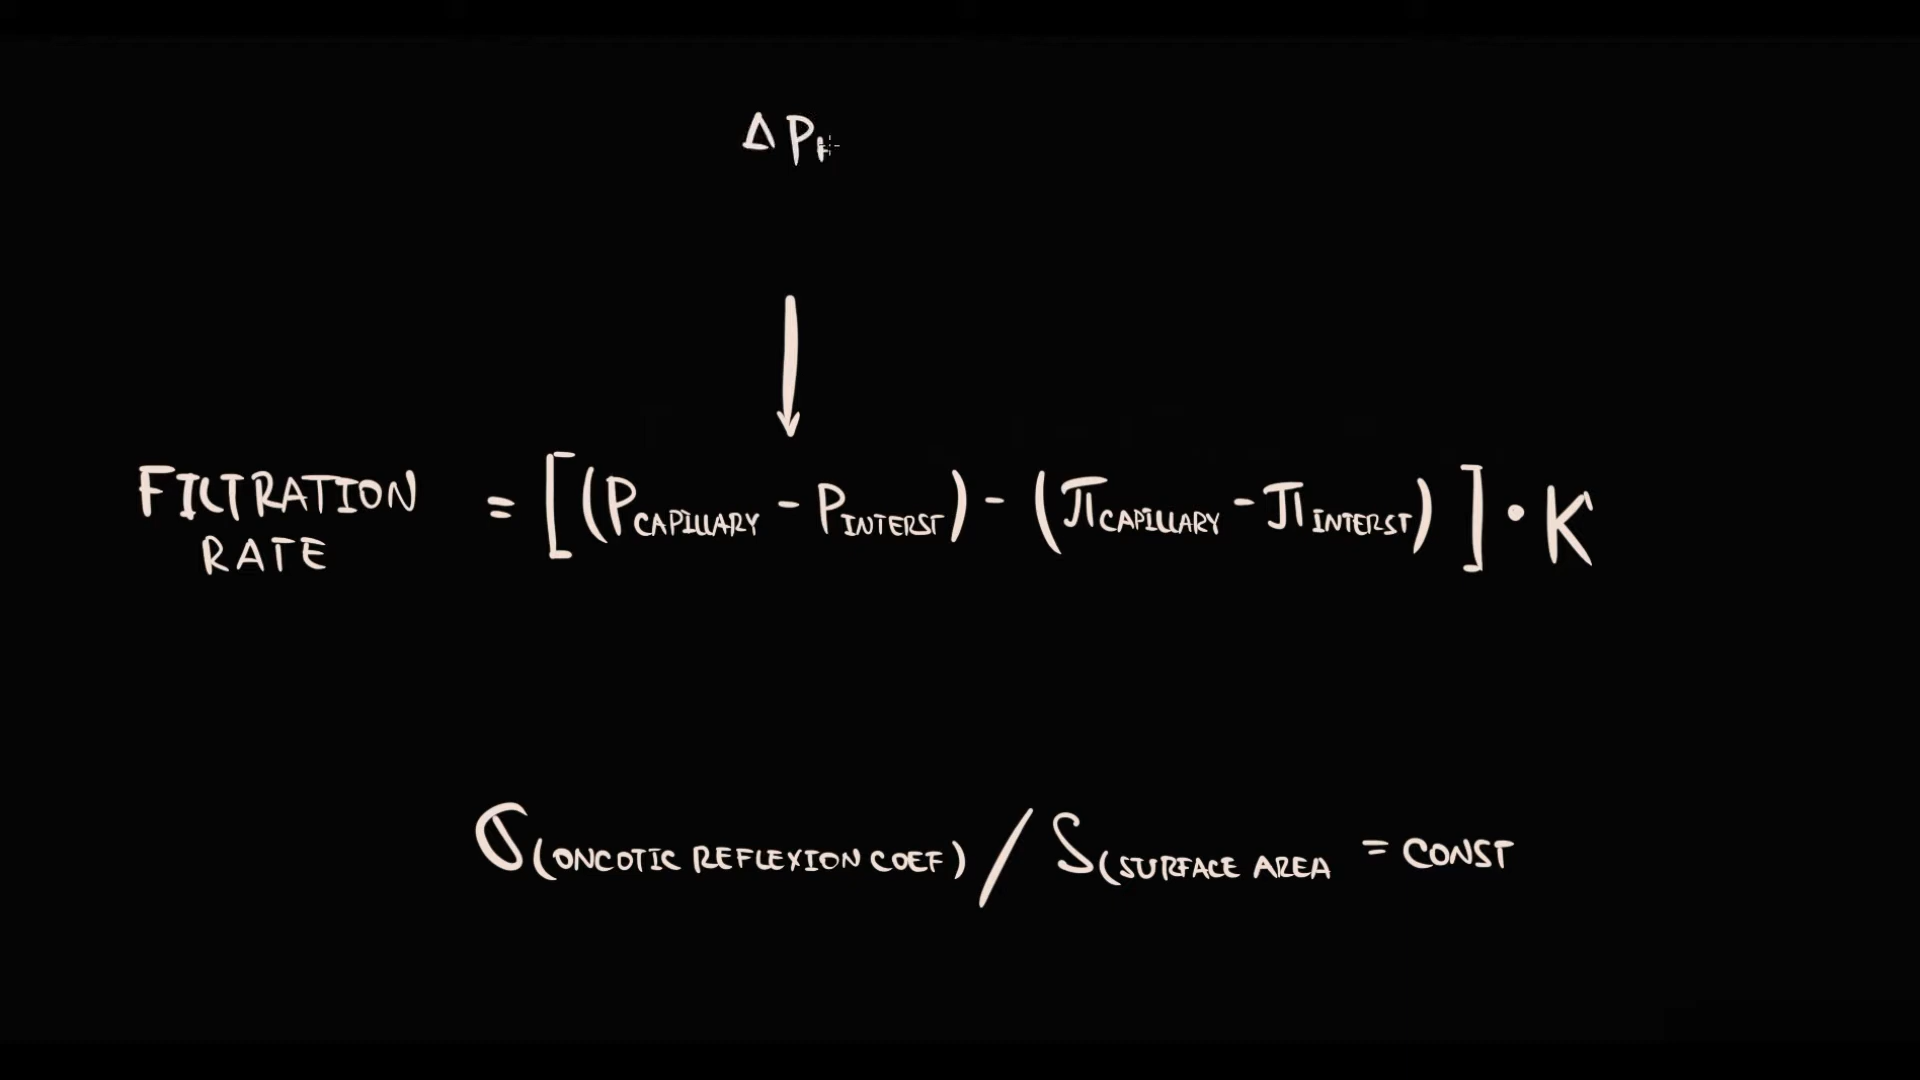 ΔP
FILTRATION RATE = [(P CAPILLARY - P INTERST) - (π CAPILLARY - π INTERST)] • K
σ (ONCOTIC REFLEXION COEF) / S (SURFACE AREA = CONST